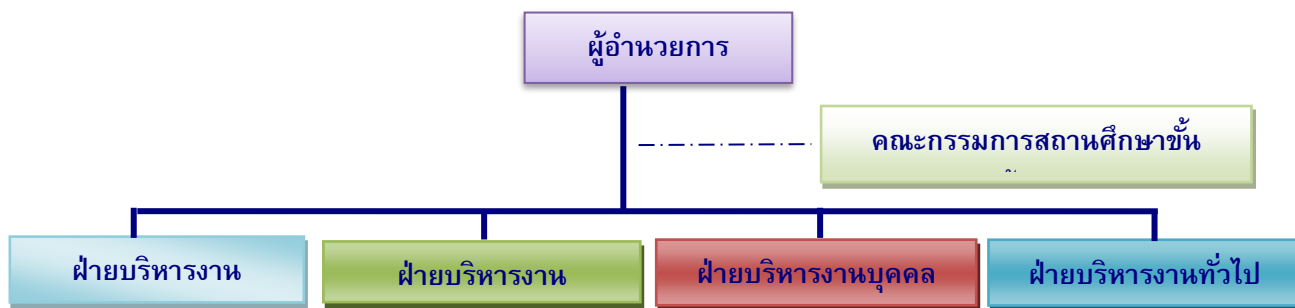 ผู้อำนวยการ
คณะกรรมการสถานศึกษาขั้น
ฝ่ายบริหารงาน
ฝ่ายบริหารงาน
ฝ่ายบริหารงานบุคคล
ฝ่ายบริหารงานทั่วไป